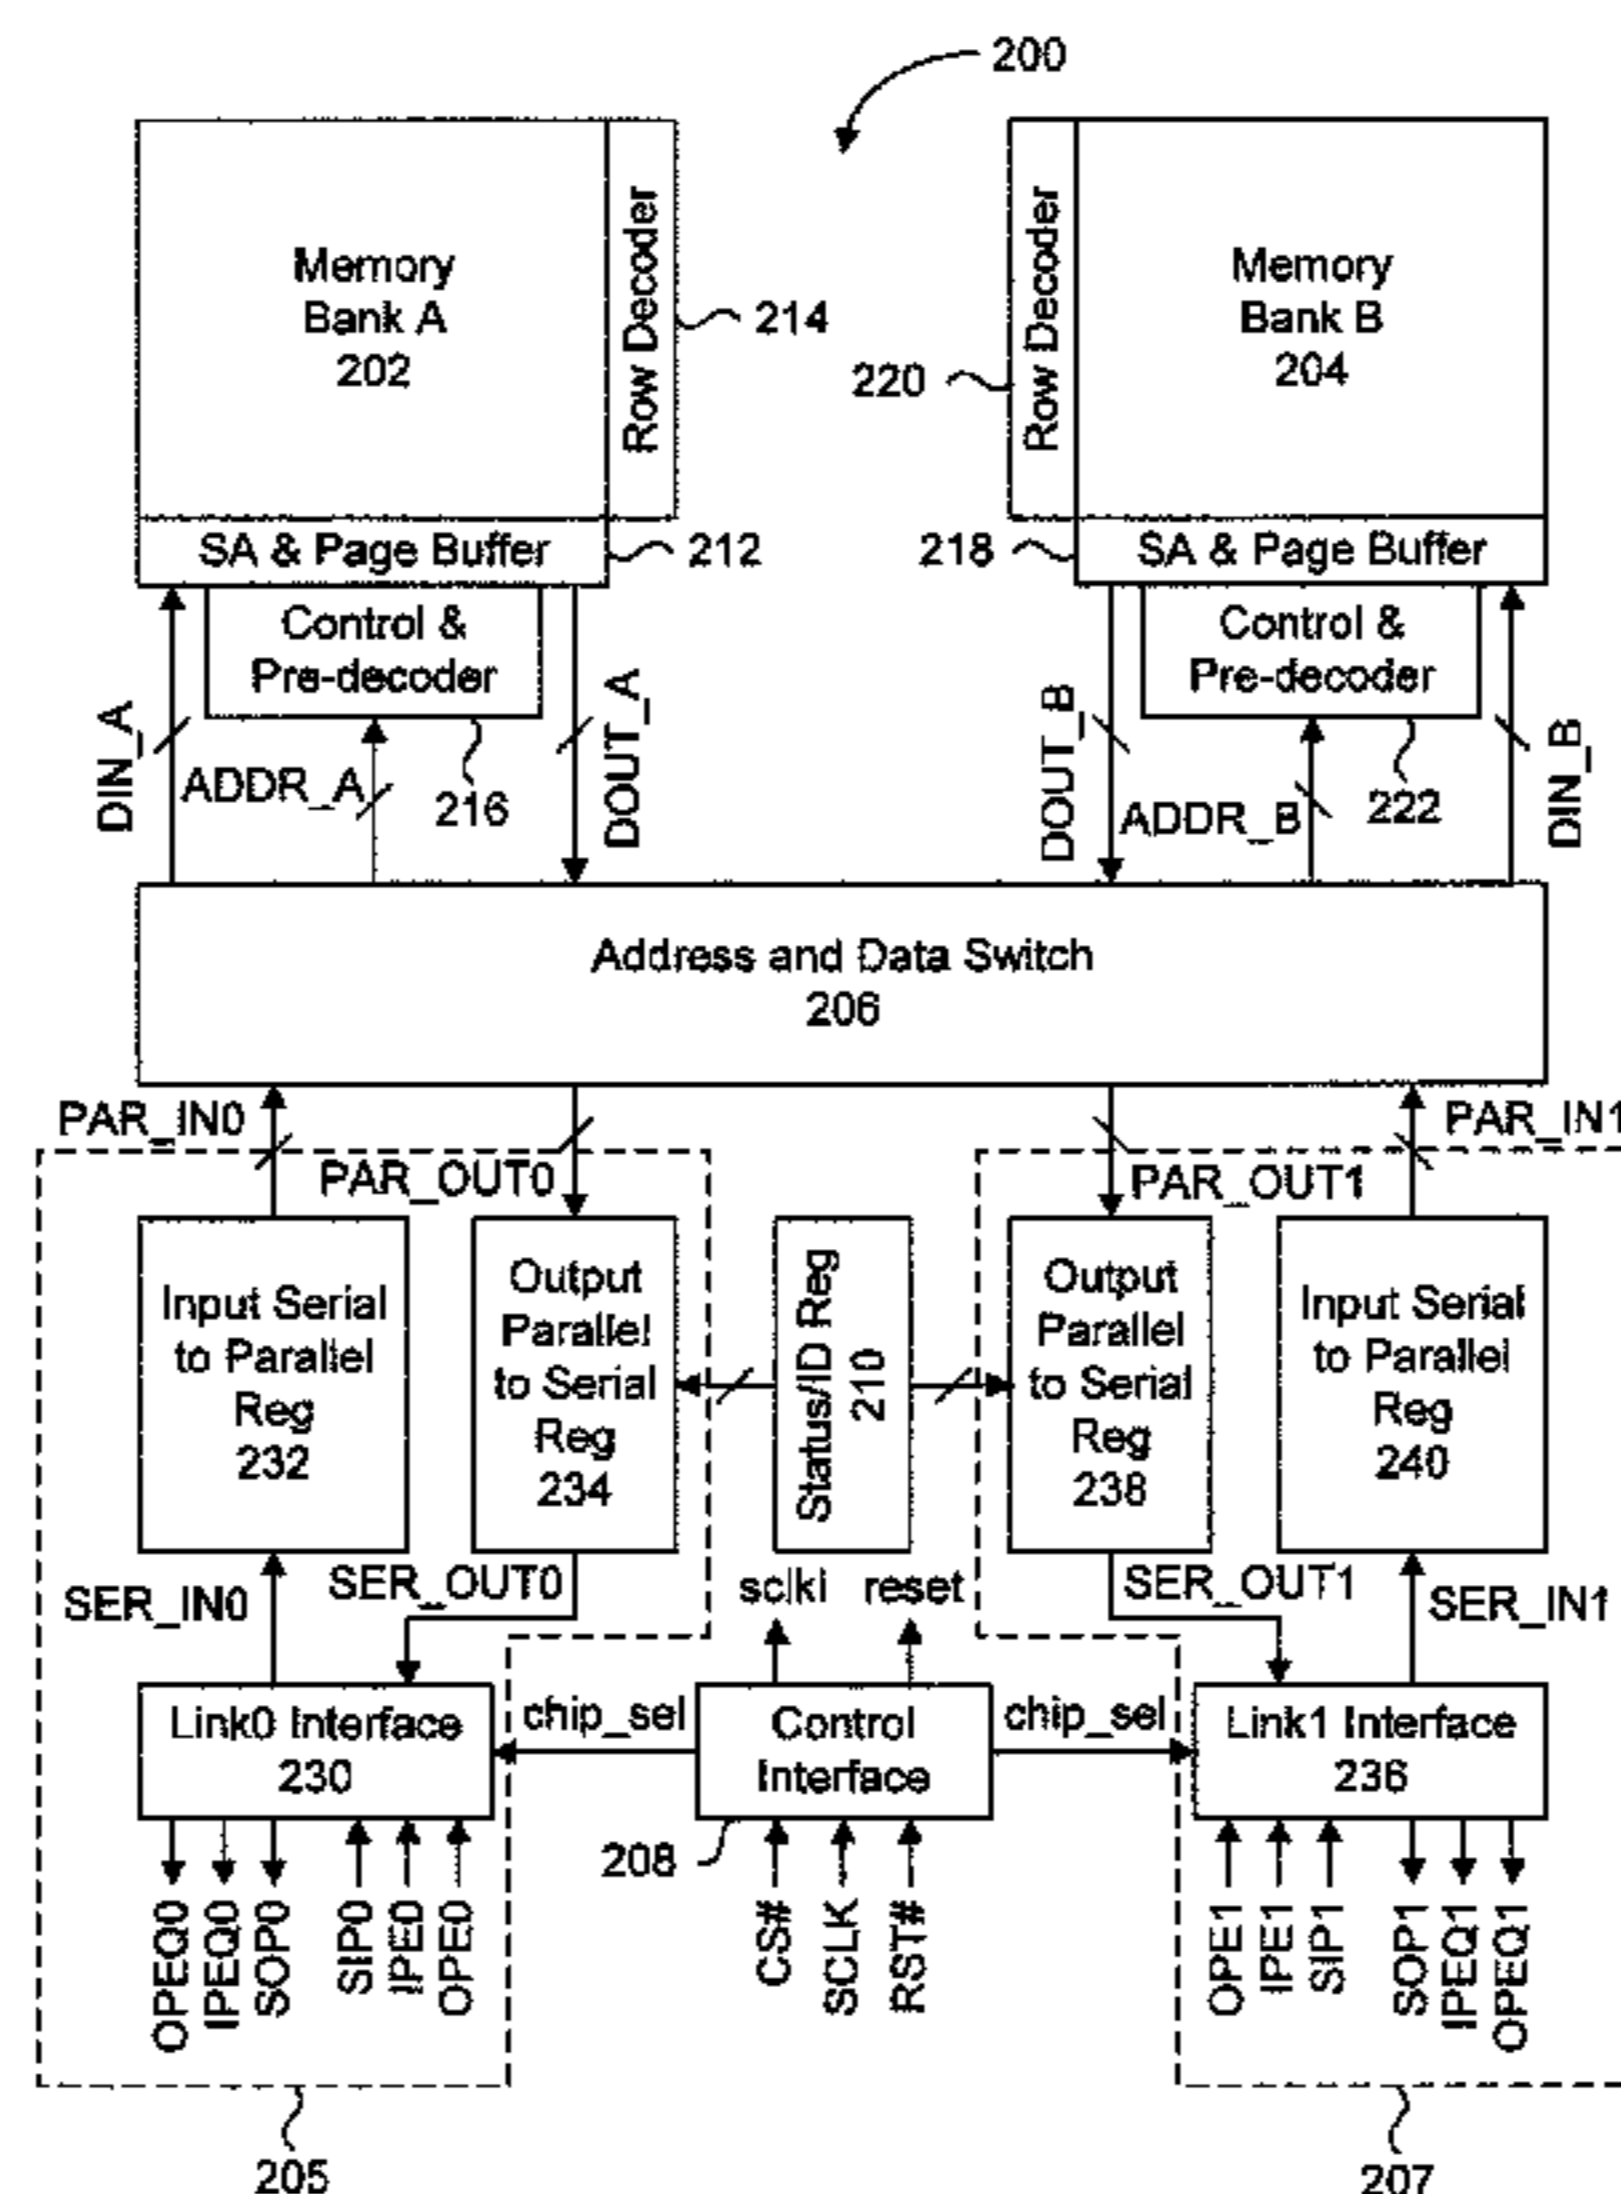 200
Memory
Bank A
202
Row Decoder
214
220
Row Decoder
Memory
Bank B
204
SA & Page Buffer
212
218
SA & Page Buffer
Control &
Pre-decoder
216
Control &
Pre-decoder
222
DIN_A
ADDR_A
DOUT_A
DOUT_B
ADDR_B
DIN_B
Address and Data Switch
206
PAR_IN0
PAR_OUT0
PAR_OUT1
PAR_IN1
Input Serial
to Parallel
Reg
232
Output
Parallel
to Serial
Reg
234
Status/ID Reg
210
Output
Parallel
to Serial
Reg
238
Input Serial
to Parallel
Reg
240
SER_IN0
SER_OUT0
sclki
reset
SER_OUT1
SER_IN1
Link0 Interface
230
chip_sel
Control
Interface
chip_sel
Link1 Interface
236
208
OPEQ0
IPEQ0
SOP0
SIP0
IPE0
OPE0
CS#
SCLK
RST#
OPE1
IPE1
SIP1
SOP1
IPEQ1
OPEQ1
205
207